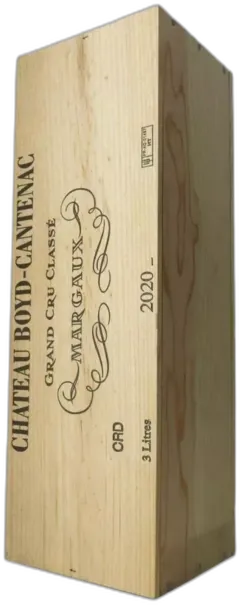 CHATEAU BOYD-CANTENAC
GRAND CRU CLASSÉ
MARGAUX
CRD
2020
3 Litres